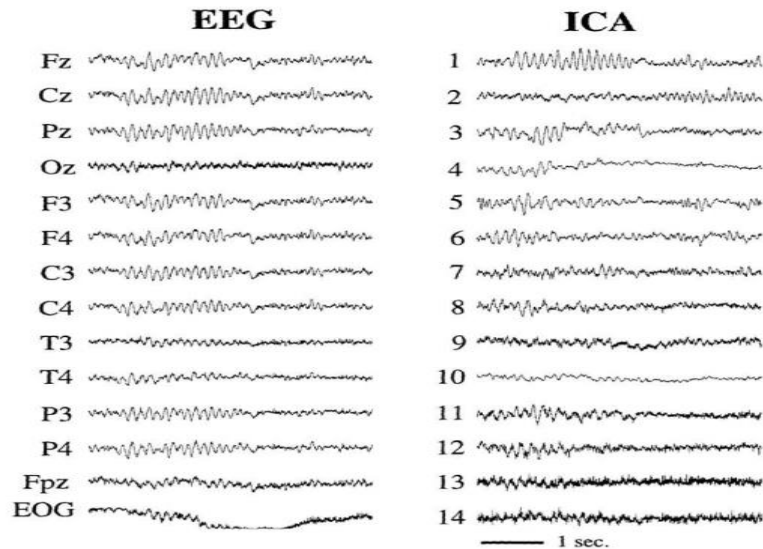 EEG ICA
Fz 1
Cz 2
Pz 3
Oz 4
F3 5
F4 6
C3 7
C4 8
T3 9
T4 10
P3 11
P4 12
Fpz 13
EOG 14
1 sec.